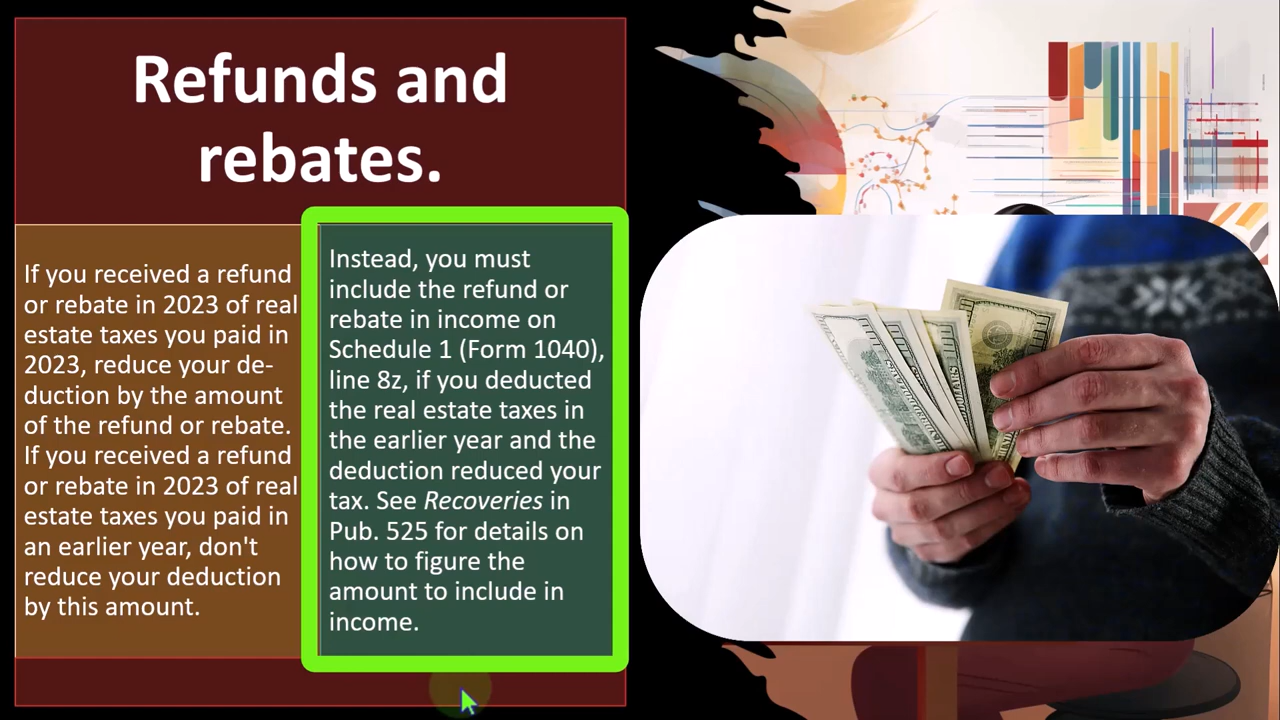 Refunds and
rebates.
If you received a refund
or rebate in 2023 of real
estate taxes you paid in
2023, reduce your de-
duction by the amount
of the refund or rebate.
If you received a refund
or rebate in 2023 of real
estate taxes you paid in
an earlier year, don't
reduce your deduction
by this amount.
Instead, you must
include the refund or
rebate in income on
Schedule 1 (Form 1040),
line 8z, if you deducted
the real estate taxes in
the earlier year and the
deduction reduced your
tax. See Recoveries in
Pub. 525 for details on
how to figure the
amount to include in
income.